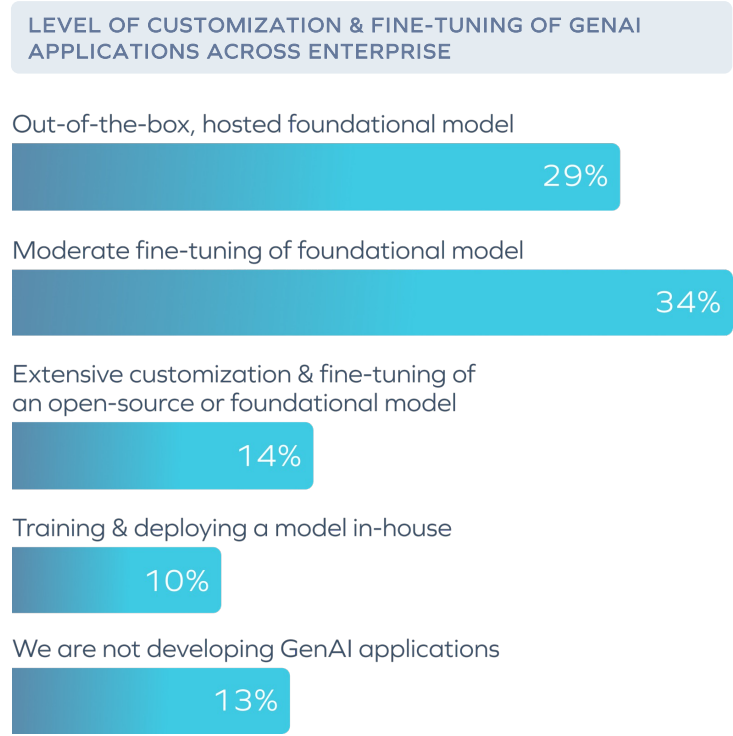 LEVEL OF CUSTOMIZATION & FINE-TUNING OF GENAI
APPLICATIONS ACROSS ENTERPRISE
Out-of-the-box, hosted foundational model
29%
Moderate fine-tuning of foundational model
34%
Extensive customization & fine-tuning of
an open-source or foundational model
14%
Training & deploying a model in-house
10%
We are not developing GenAI applications
13%